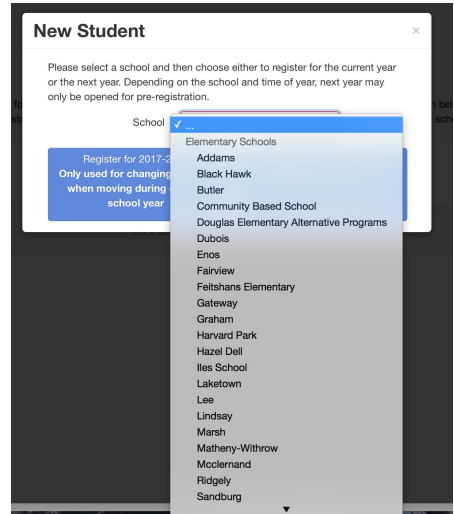 New Student
×
Please select a school and then choose either to register for the current year
or the next year. Depending on the school and time of year, next year may
only be opened for pre-registration.
School
✓ ...
Elementary Schools
Addams
Black Hawk
Butler
Community Based School
Douglas Elementary Alternative Programs
Dubois
Enos
Fairview
Feitshans Elementary
Gateway
Graham
Harvard Park
Hazel Dell
Iles School
Laketown
Lee
Lindsay
Marsh
Matheny-Withrow
Mcclernand
Ridgely
Sandburg
▼
Register for 2017-2
Only used for changing
when moving during
school year